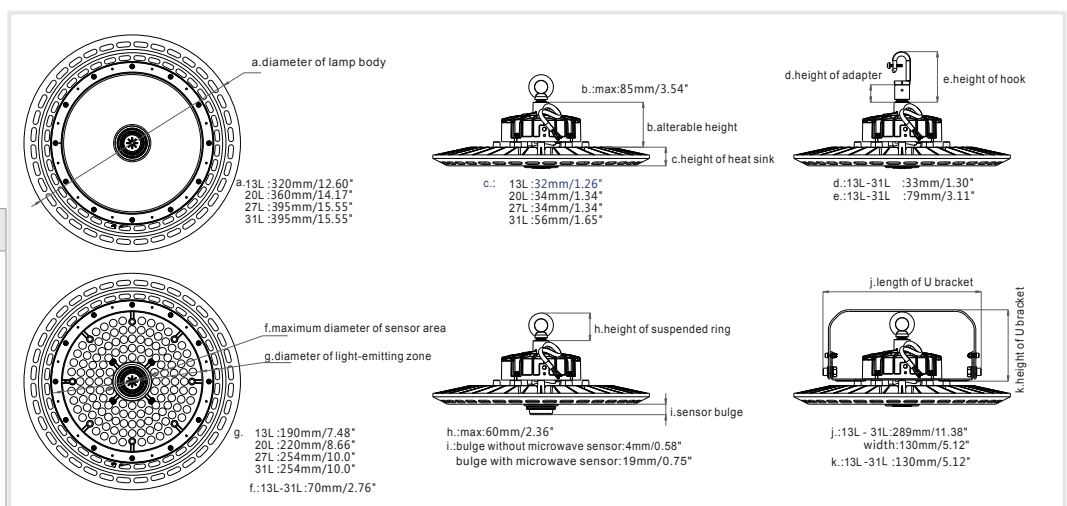 a.diameter of lamp body
a.13L:320mm/12.60"
20L:360mm/14.17"
27L:395mm/15.55"
31L:395mm/15.55"
b.:max:85mm/3.54"
b.alterable height
c.height of heat sink
c.: 13L:32mm/1.26"
20L:34mm/1.34"
27L:34mm/1.34"
31L:56mm/1.65"
d.height of adapter
e.height of hook
d.:13L-31L :33mm/1.30"
e.:13L-31L :79mm/3.11"
f.maximum diameter of sensor area
g.diameter of light-emitting zone
g. 13L:190mm/7.48"
20L:220mm/8.66"
27L:254mm/10.0"
31L:254mm/10.0"
f.:13L-31L:70mm/2.76"
h.height of suspended ring
i.sensor bulge
h.:max:60mm/2.36"
i.:bulge without microwave sensor:4mm/0.58"
bulge with microwave sensor:19mm/0.75"
j.length of U bracket
k.height of U bracket
j.:13L - 31L:289mm/11.38"
width:130mm/5.12"
k.:13L-31L :130mm/5.12"